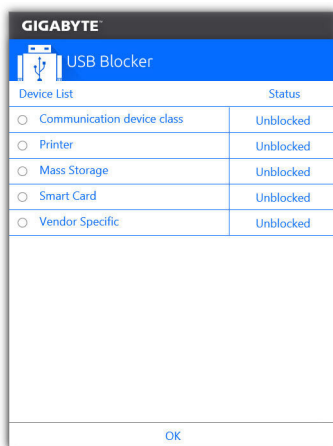 GIGABYTE™
USB Blocker
Device List Status
Communication device class Unblocked
Printer Unblocked
Mass Storage Unblocked
Smart Card Unblocked
Vendor Specific Unblocked
OK